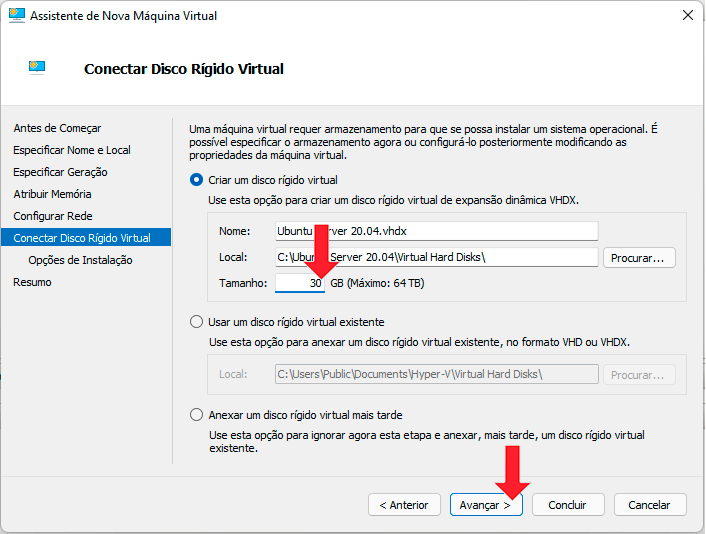 Assistente de Nova Máquina Virtual
Conectar Disco Rígido Virtual
Antes de Começar
Especificar Nome e Local
Especificar Geração
Atribuir Memória
Configurar Rede
Conectar Disco Rígido Virtual
Opções de Instalação
Resumo
Uma máquina virtual requer armazenamento para que se possa instalar um sistema operacional. É
possível especificar o armazenamento agora ou configurá-lo posteriormente modificando as
propriedades da máquina virtual.
Criar um disco rígido virtual
Use esta opção para criar um disco rígido virtual de expansão dinâmica VHDX.
Nome: Ubuntu Server 20.04.vhdx
Local: C:\Ubuntu Server 20.04\Virtual Hard Disks\ Procurar...
Tamanho: 30 GB (Máximo: 64 TB)
Usar um disco rígido virtual existente
Use esta opção para anexar um disco rígido virtual existente, no formato VHD ou VHDX.
Local: C:\Users\Public\Documents\Hyper-V\Virtual Hard Disks\ Procurar...
Anexar um disco rígido virtual mais tarde
Use esta opção para ignorar agora esta etapa e anexar, mais tarde, um disco rígido virtual
existente.
< Anterior Avançar > Concluir Cancelar